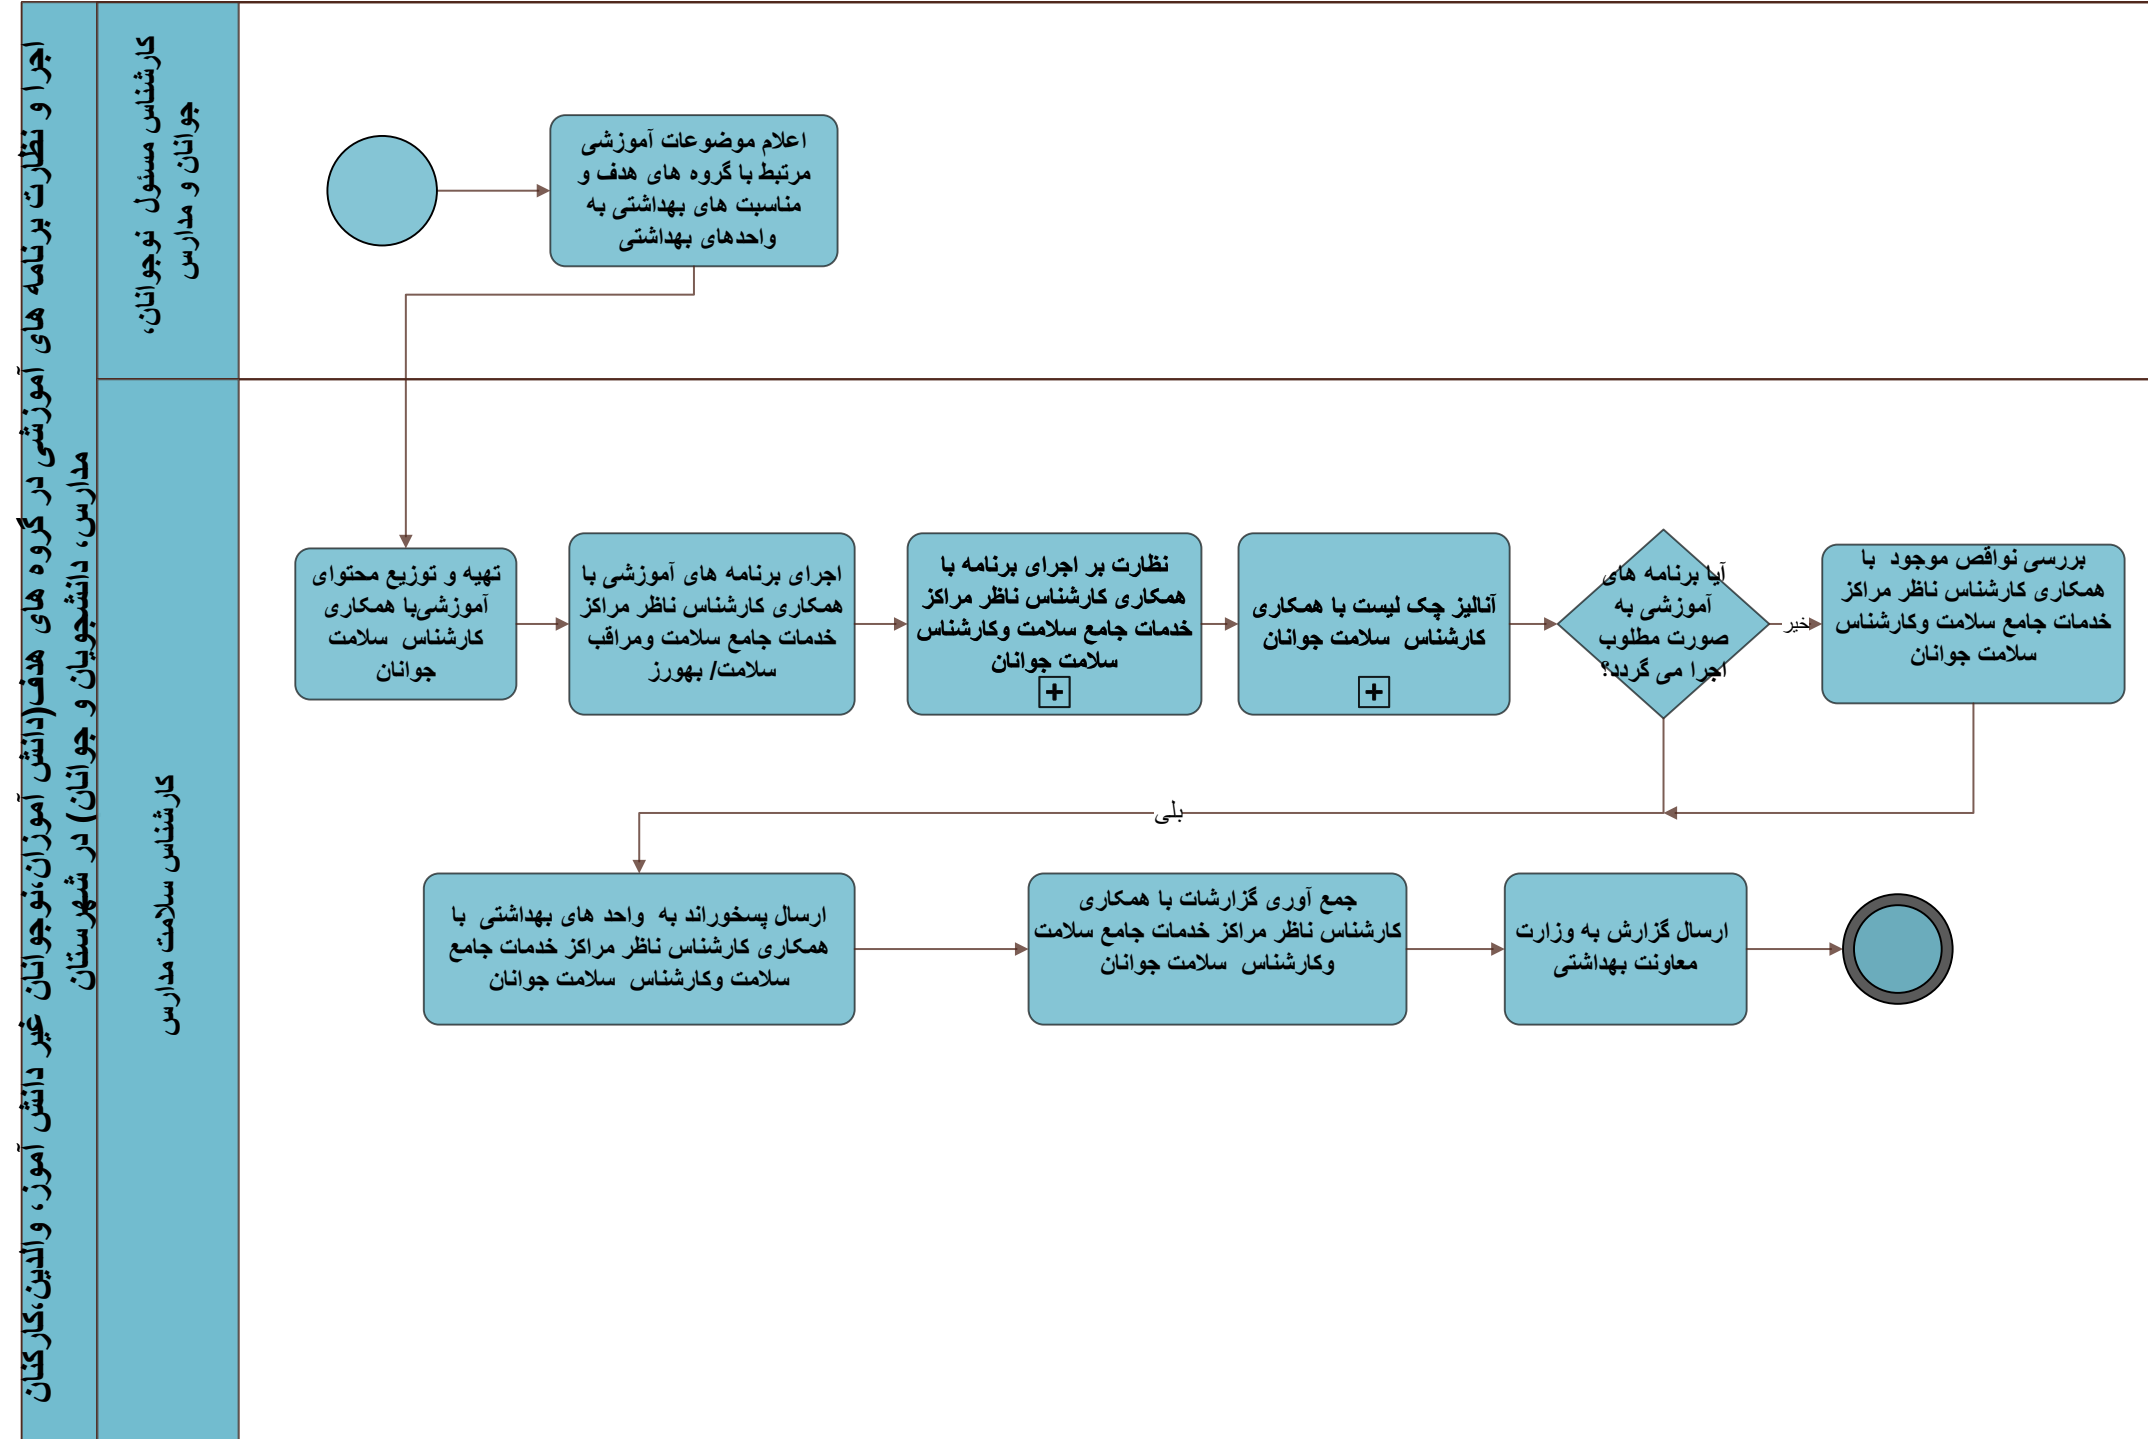 اجرا و نظارت برنامه های آموزشی در گروه های هدف(دانش آموزان،نوجوانان غیر دانش آموز، والدین،کارکنان
مدارس، دانشجویان و جوانان) در شهرستان
کارشناس مسئول نوجوانان،
جوانان و مدارس
اعلام موضوعات آموزشی
مرتبط با گروه های هدف و
مناسبت های بهداشتی به
واحدهای بهداشتی
کارشناس سلامت مدارس
تهیه و توزیع محتوای
آموزشی‌با همکاری
کارشناس سلامت
جوانان
اجرای برنامه های آموزشی با
همکاری کارشناس ناظر مراکز
خدمات جامع سلامت ومراقب
سلامت/ بهورز
نظارت بر اجرای برنامه با
همکاری کارشناس ناظر مراکز
خدمات جامع سلامت وکارشناس
سلامت جوانان
آنالیز چک لیست با همکاری
کارشناس سلامت جوانان
آیا برنامه های
آموزشی به
صورت مطلوب
اجرا می گردد؟
خیر
بررسی نواقص موجود با
همکاری کارشناس ناظر مراکز
خدمات جامع سلامت وکارشناس
سلامت جوانان
بلی
ارسال پسخوراند به واحد های بهداشتی با
همکاری کارشناس ناظر مراکز خدمات جامع
سلامت وکارشناس سلامت جوانان
جمع آوری گزارشات با همکاری
کارشناس ناظر مراکز خدمات جامع سلامت
وکارشناس سلامت جوانان
ارسال گزارش به وزارت
معاونت بهداشتی